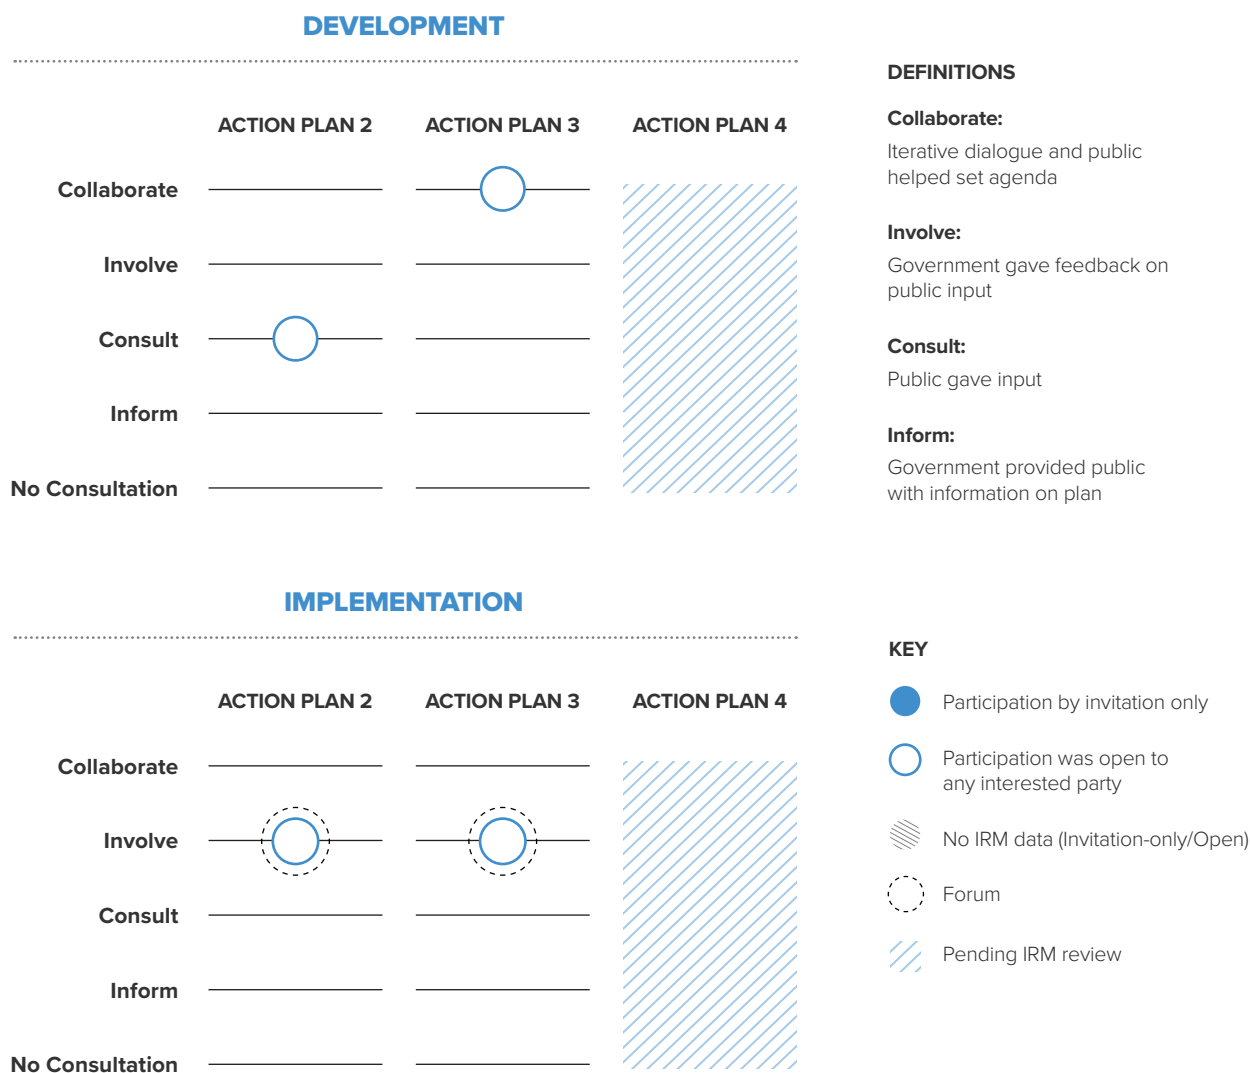 DEVELOPMENT
ACTION PLAN 2
ACTION PLAN 3
ACTION PLAN 4
Collaborate
Involve
Consult
Inform
No Consultation
DEFINITIONS
Collaborate:
Iterative dialogue and public
helped set agenda
Involve:
Government gave feedback on
public input
Consult:
Public gave input
Inform:
Government provided public
with information on plan
IMPLEMENTATION
ACTION PLAN 2
ACTION PLAN 3
ACTION PLAN 4
Collaborate
Involve
Consult
Inform
No Consultation
KEY
Participation by invitation only
Participation was open to
any interested party
No IRM data (Invitation-only/Open)
Forum
Pending IRM review